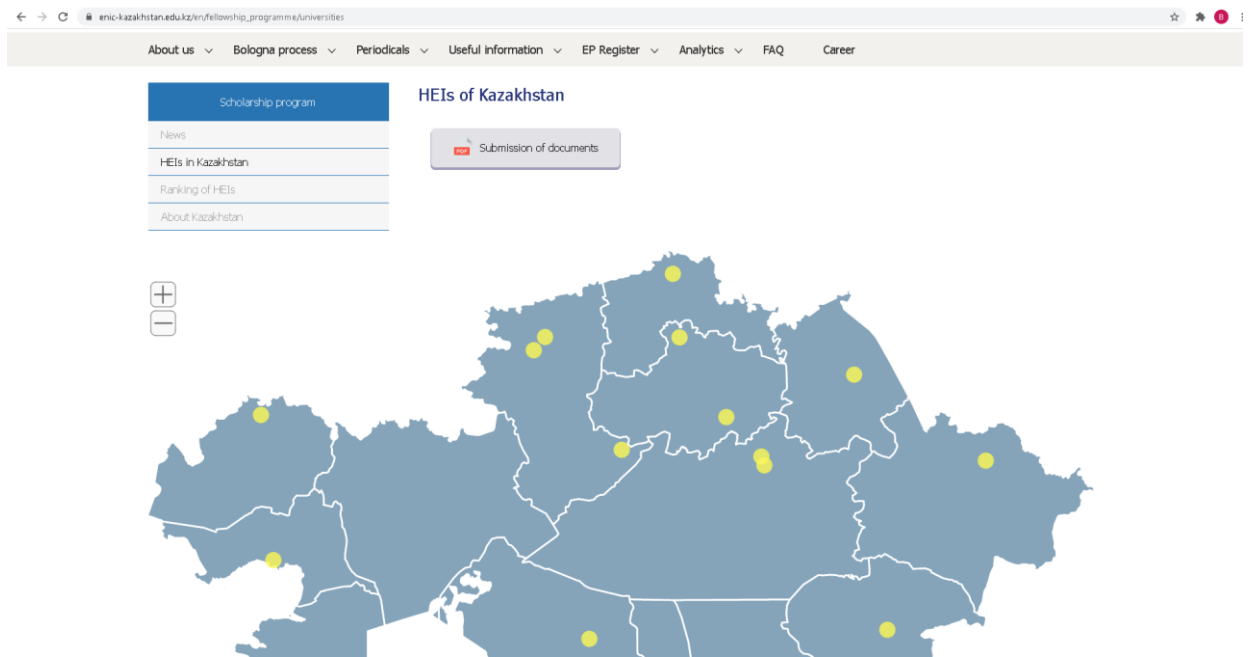 enic-kazakhstan.edu.kz/en/fellowship_programme/universities
B
About us Bologna process Periodicals Useful information EP Register Analytics FAQ Career
Scholarship program
News
HEIs in Kazakhstan
Ranking of HEIs
About Kazakhstan
HEIs of Kazakhstan
PDF Submission of documents